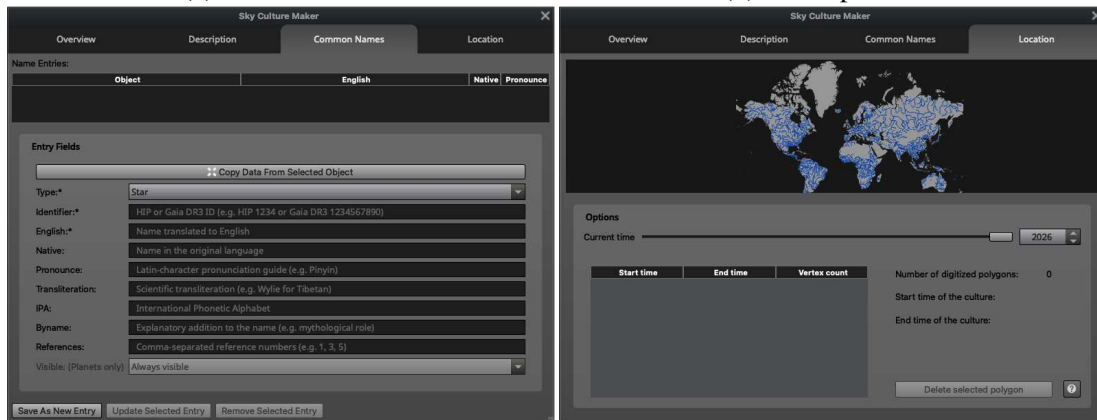 Sky Culture Maker
Overview Description Common Names Location
Name Entries:
Object English Native Pronounce
Entry Fields
Copy Data From Selected Object
Type:* Star
Identifier:* HIP or Gaia DR3 ID (e.g. HIP 1234 or Gaia DR3 1234567890)
English:* Name translated to English
Native: Name in the original language
Pronounce: Latin-character pronunciation guide (e.g. Pinyin)
Transliteration: Scientific transliteration (e.g. Wylie for Tibetan)
IPA: International Phonetic Alphabet
Byname: Explanatory addition to the name (e.g. mythological role)
References: Comma-separated reference numbers (e.g. 1, 3, 5)
Visible: (Planets only) Always visible
Save As New Entry Update Selected Entry Remove Selected Entry
Sky Culture Maker
Overview Description Common Names Location
Options
Current time 2026
Start time End time Vertex count
Number of digitized polygons: 0
Start time of the culture:
End time of the culture:
Delete selected polygon ?